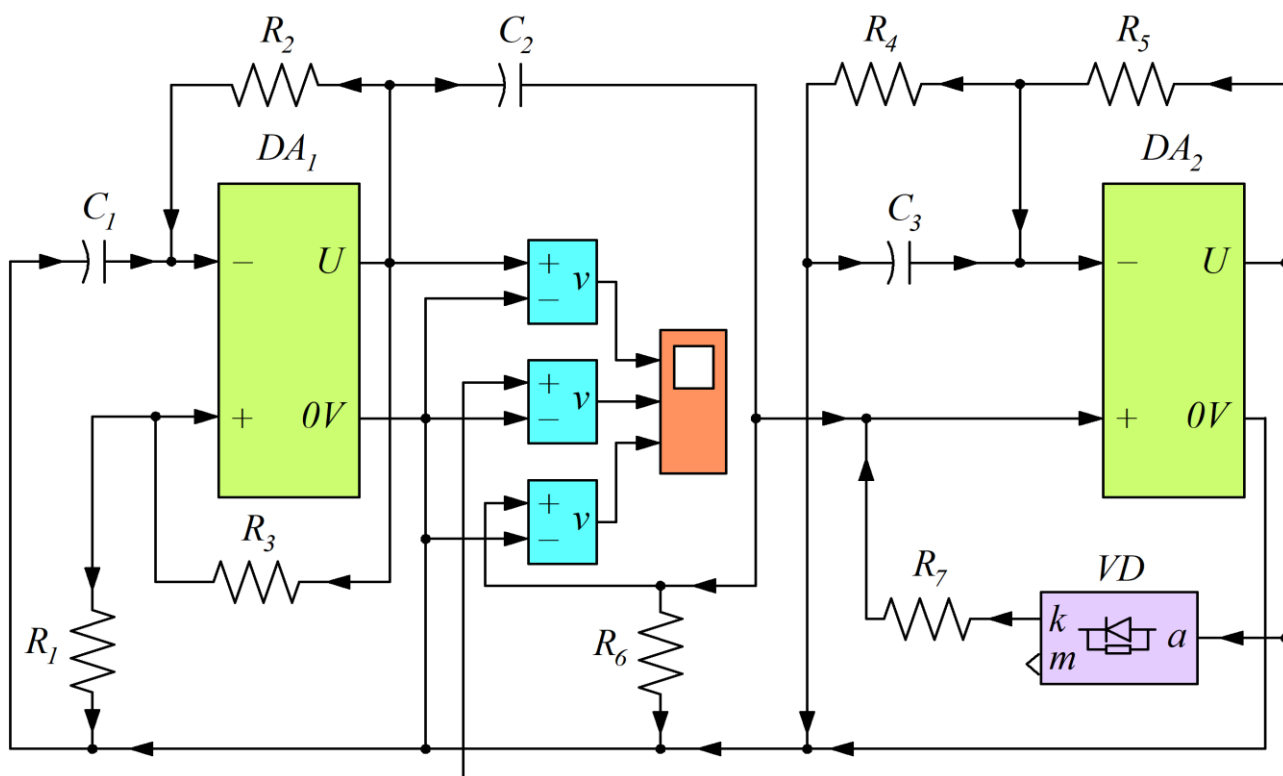 R2
C2
R4
R5
DA1
DA2
C1
C3
− U
+ v
−
− U
+ v
−
+ 0V
+ 0V
+ v
−
R3
R7
VD
R1
R6
k a
m